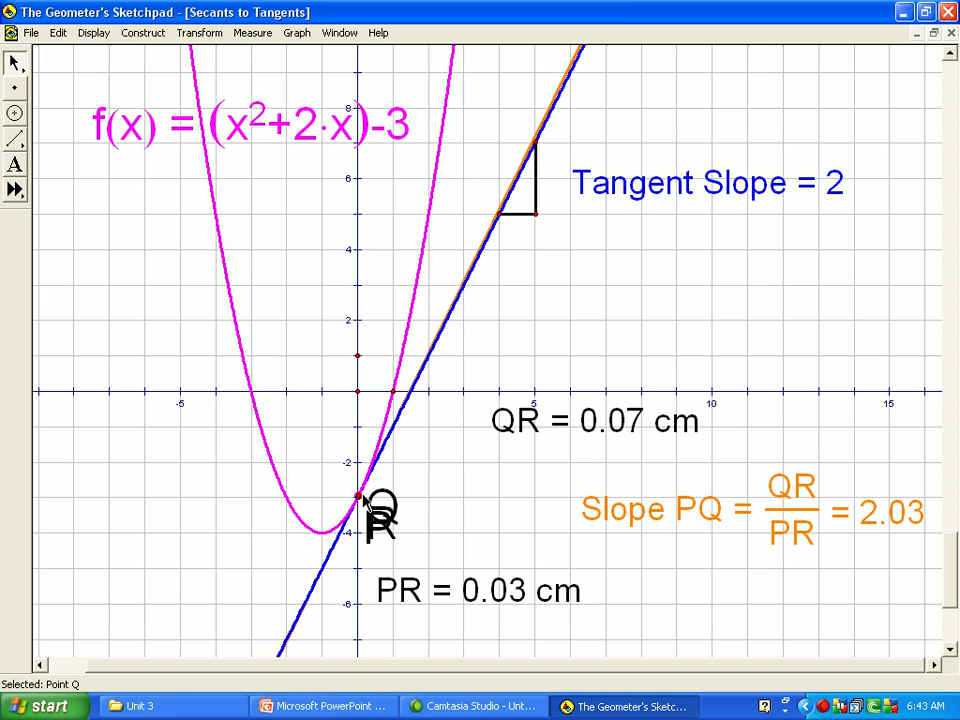 The Geometer's Sketchpad - [Secants to Tangents]
File Edit Display Construct Transform Measure Graph Window Help
A
f(x) = (x²+2·x)-3
Tangent Slope = 2
8
6
4
2
-5 5 10 15
-2
-4
-6
QR = 0.07 cm
Slope PQ = QR/PR = 2.03
Q
P R
PR = 0.03 cm
Selected: Point Q
start Unit 3 Microsoft PowerPoint ... Camtasia Studio - Unt... The Geometer's Sketc... 6:43 AM